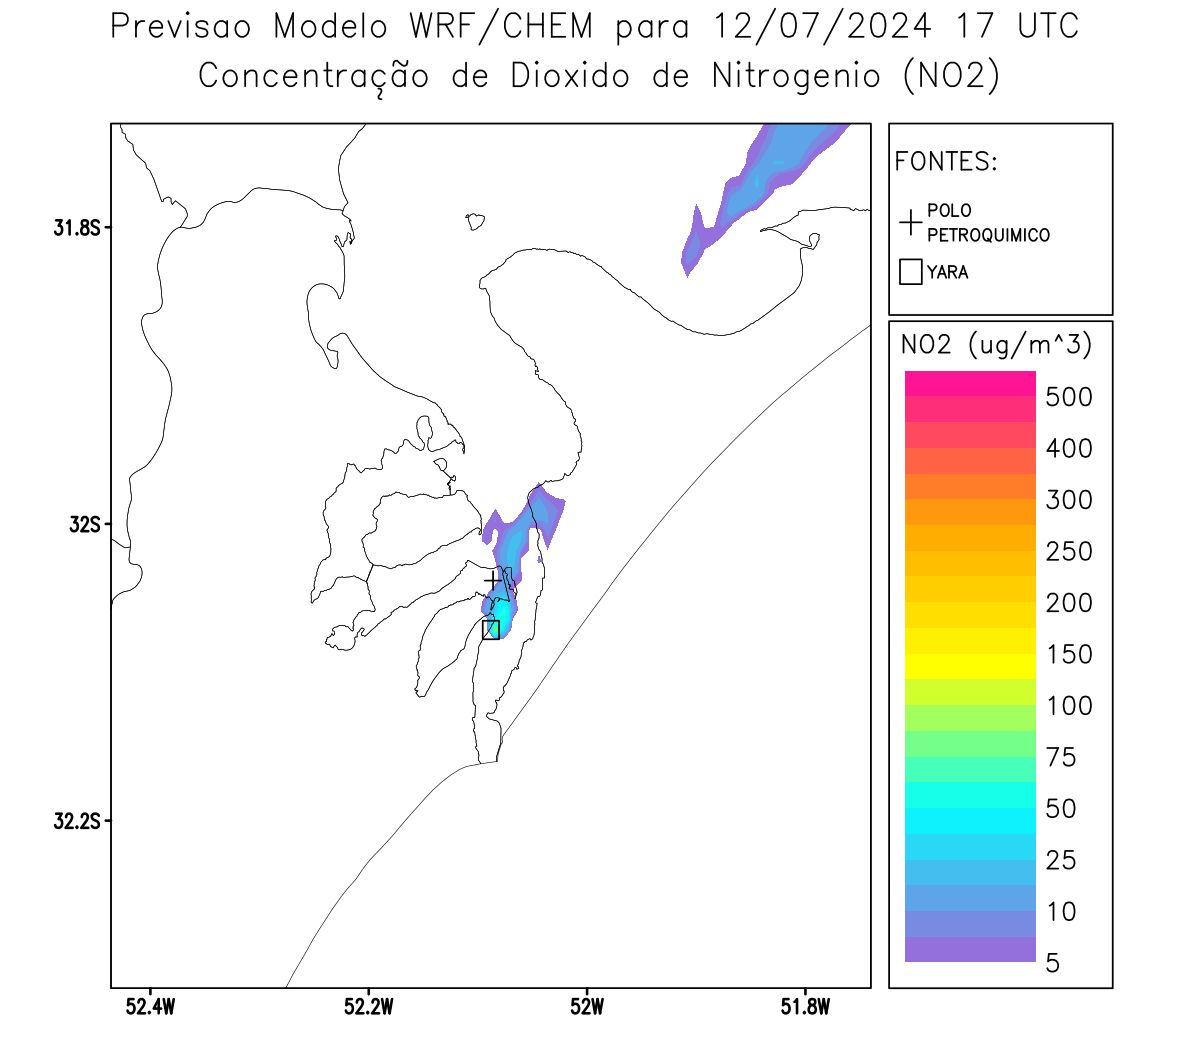 Previsao Modelo WRF/CHEM para 12/07/2024 17 UTC
Concentração de Dioxido de Nitrogenio (NO2)
FONTES:
POLO
PETROQUIMICO
YARA
NO2 (ug/m^3)
500
400
300
250
200
150
100
75
50
25
10
5
31.8S
32S
32.2S
52.4W
52.2W
52W
51.8W